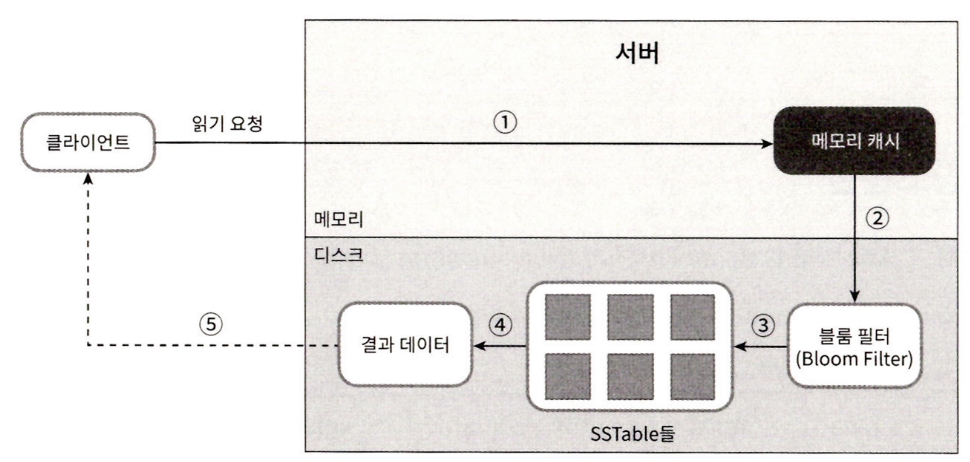 서버
클라이언트
읽기 요청
①
메모리 캐시
메모리
②
디스크
⑤
결과 데이터
④
③
블룸 필터
(Bloom Filter)
SSTable들